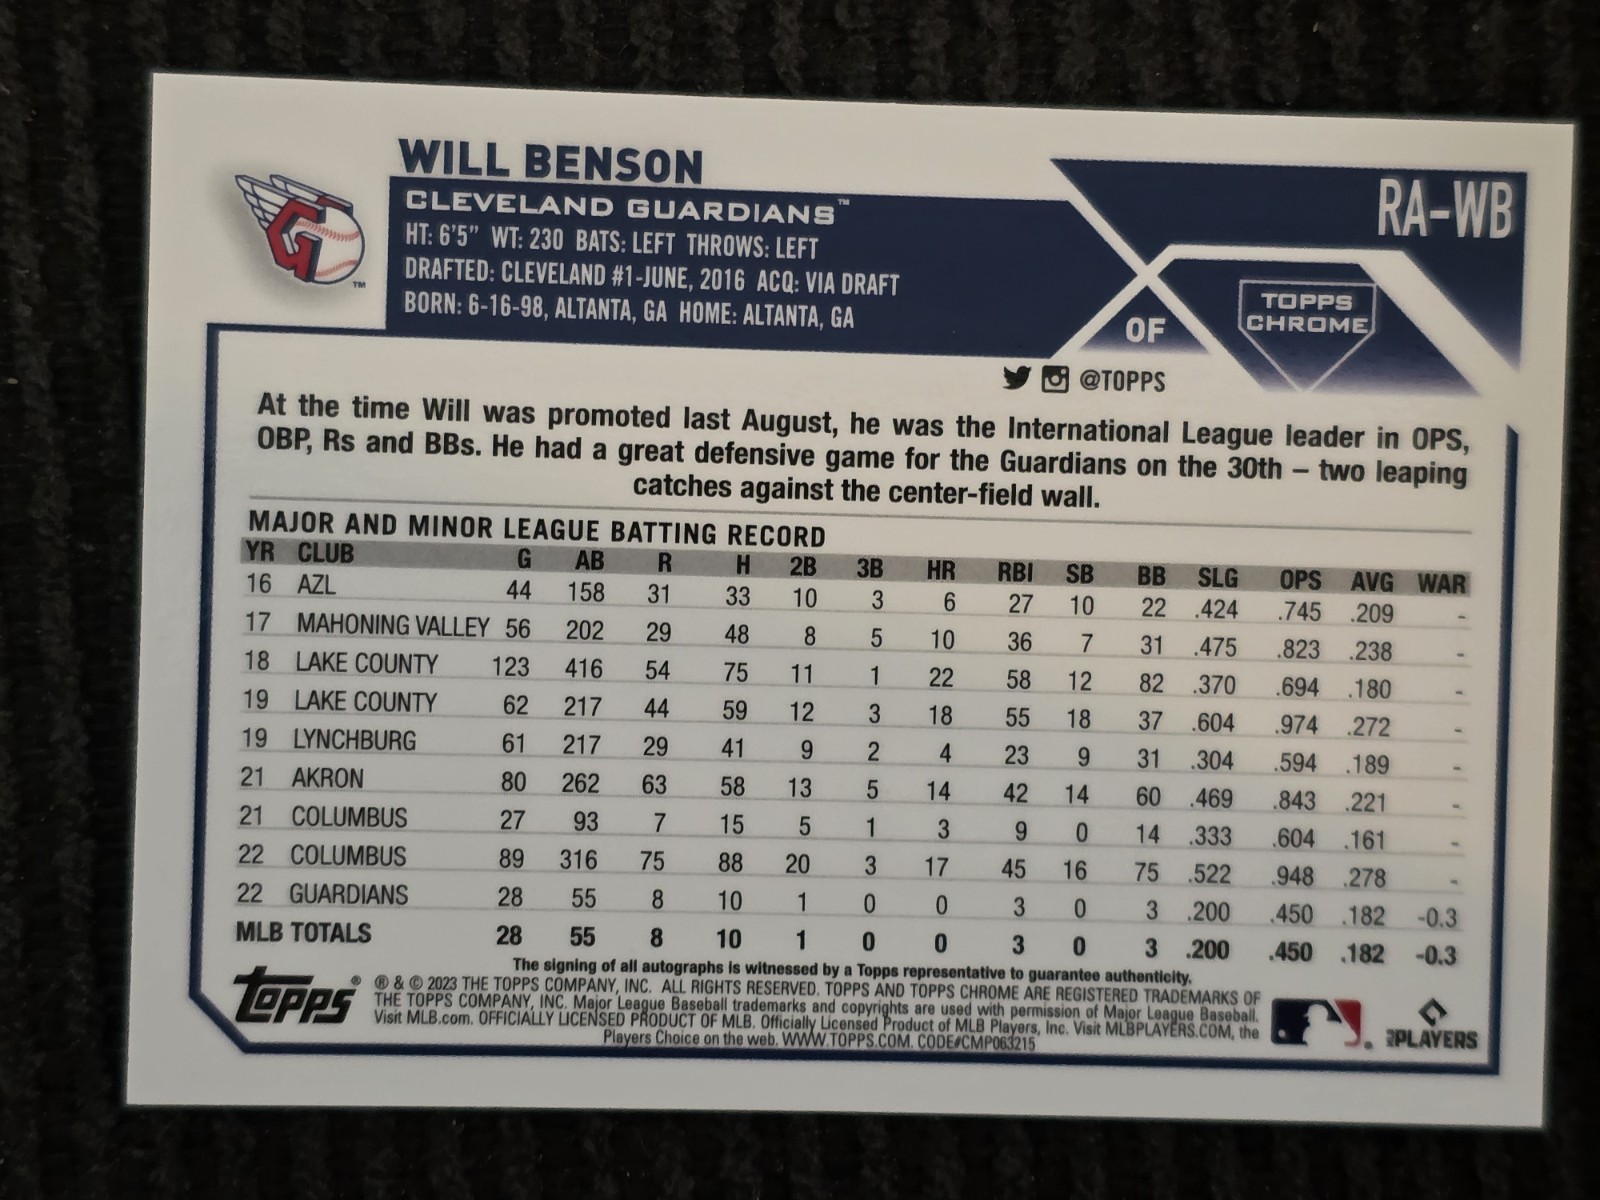 WILL BENSON
RA-WB
CLEVELAND GUARDIANS™
HT: 6'5" WT: 230 BATS: LEFT THROWS: LEFT
DRAFTED: CLEVELAND #1-JUNE, 2016 ACQ: VIA DRAFT
BORN: 6-16-98, ALTANTA, GA HOME: ALTANTA, GA
OF
TOPPS
CHROME
@TOPPS
At the time Will was promoted last August, he was the International League leader in OPS,
OBP, Rs and BBs. He had a great defensive game for the Guardians on the 30th – two leaping
catches against the center-field wall.
MAJOR AND MINOR LEAGUE BATTING RECORD
YR CLUB G AB R H 2B 3B HR RBI SB BB SLG OPS AVG WAR
16 AZL 44 158 31 33 10 3 6 27 10 22 .424 .745 .209 -
17 MAHONING VALLEY 56 202 29 48 8 5 10 36 7 31 .475 .823 .238 -
18 LAKE COUNTY 123 416 54 75 11 1 22 58 12 82 .370 .694 .180 -
19 LAKE COUNTY 62 217 44 59 12 3 18 55 18 37 .604 .974 .272 -
19 LYNCHBURG 61 217 29 41 9 2 4 23 9 31 .304 .594 .189 -
21 AKRON 80 262 63 58 13 5 14 42 14 60 .469 .843 .221 -
21 COLUMBUS 27 93 7 15 5 1 3 9 0 14 .333 .604 .161 -
22 COLUMBUS 89 316 75 88 20 3 17 45 16 75 .522 .948 .278 -
22 GUARDIANS 28 55 8 10 1 0 0 3 0 3 .200 .450 .182 -0.3
MLB TOTALS 28 55 8 10 1 0 0 3 0 3 .200 .450 .182 -0.3
The signing of all autographs is witnessed by a Topps representative to guarantee authenticity.
Topps®
® & © 2023 THE TOPPS COMPANY, INC. ALL RIGHTS RESERVED. TOPPS AND TOPPS CHROME ARE REGISTERED TRADEMARKS OF
THE TOPPS COMPANY, INC. Major League Baseball trademarks and copyrights are used with permission of Major League Baseball.
Visit MLB.com. OFFICIALLY LICENSED PRODUCT OF MLB. Officially Licensed Product of MLB Players, Inc. Visit MLBPLAYERS.COM, the
Players Choice on the web. WWW.TOPPS.COM. CODE#CMP063215
MLB PLAYERS